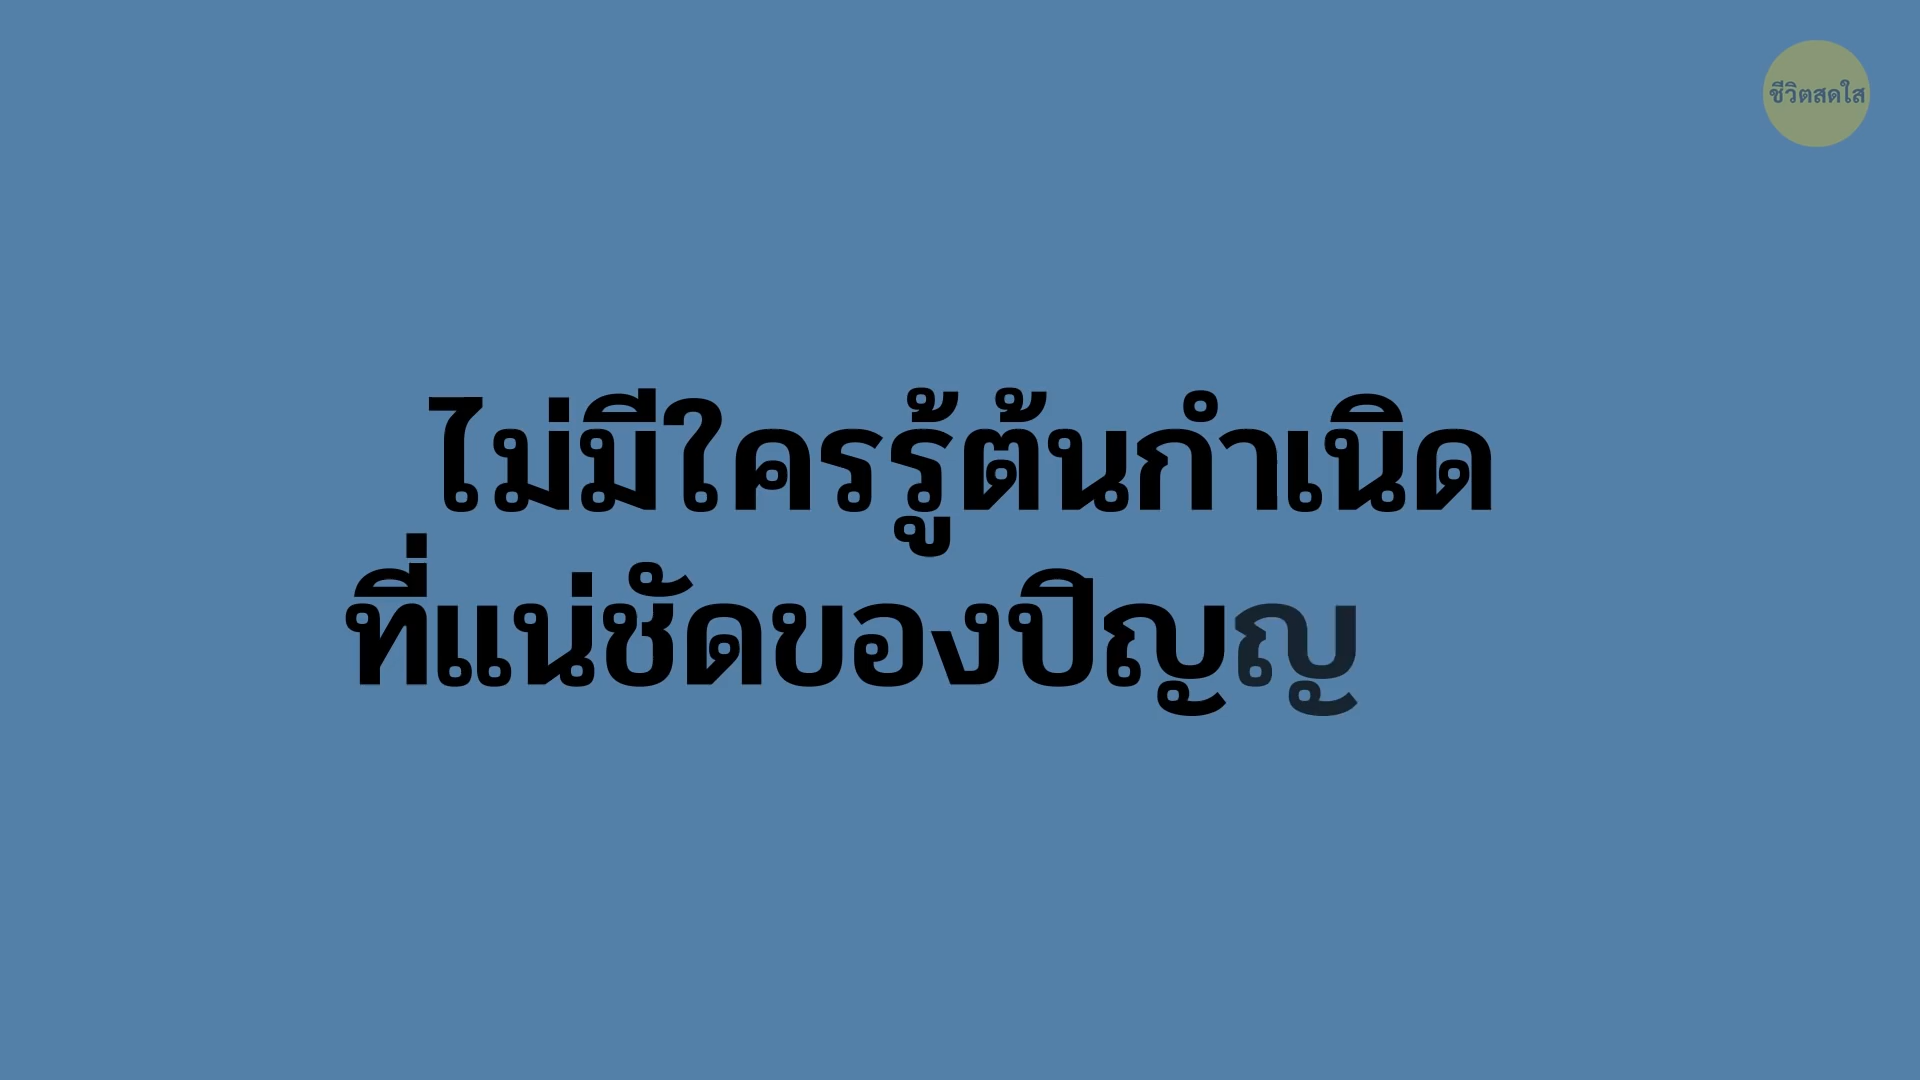 ชีวิตสดใส
ไม่มีใครรู้ต้นกำเนิด
ที่แน่ชัดของปิญญ